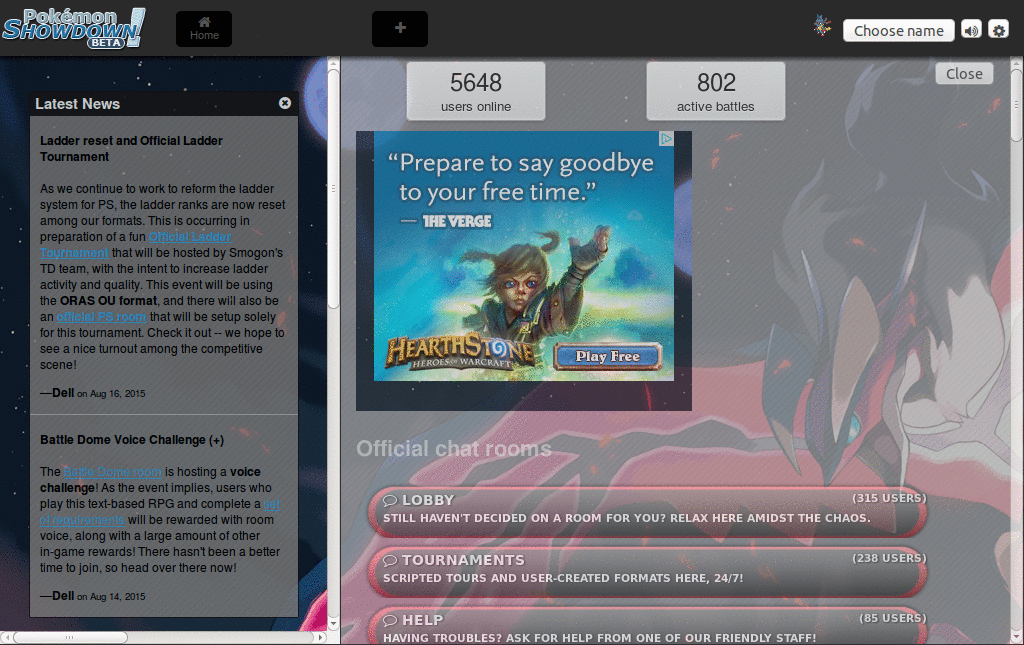 Pokémon
SHOWDOWN!
BETA
Home
Choose name
Latest News
Ladder reset and Official Ladder
Tournament
As we continue to work to reform the ladder
system for PS, the ladder ranks are now reset
among our formats. This is occurring in
preparation of a fun Official Ladder
Tournament that will be hosted by Smogon's
TD team, with the intent to increase ladder
activity and quality. This event will be using
the ORAS OU format, and there will also be
an official PS room that will be setup solely
for this tournament. Check it out -- we hope to
see a nice turnout among the competitive
scene!
—Dell on Aug 16, 2015
Battle Dome Voice Challenge (+)
The Battle Dome room is hosting a voice
challenge! As the event implies, users who
play this text-based RPG and complete a set
of requirements will be rewarded with room
voice, along with a large amount of other
in-game rewards! There hasn't been a better
time to join, so head over there now!
—Dell on Aug 14, 2015
5648
users online
802
active battles
Close
“Prepare to say goodbye
to your free time.”
— THE VERGE
HEARTHSTONE
HEROES OF WARCRAFT
Play Free
Official chat rooms
LOBBY (315 USERS)
STILL HAVEN'T DECIDED ON A ROOM FOR YOU? RELAX HERE AMIDST THE CHAOS.
TOURNAMENTS (238 USERS)
SCRIPTED TOURS AND USER-CREATED FORMATS HERE, 24/7!
HELP (85 USERS)
HAVING TROUBLES? ASK FOR HELP FROM ONE OF OUR FRIENDLY STAFF!